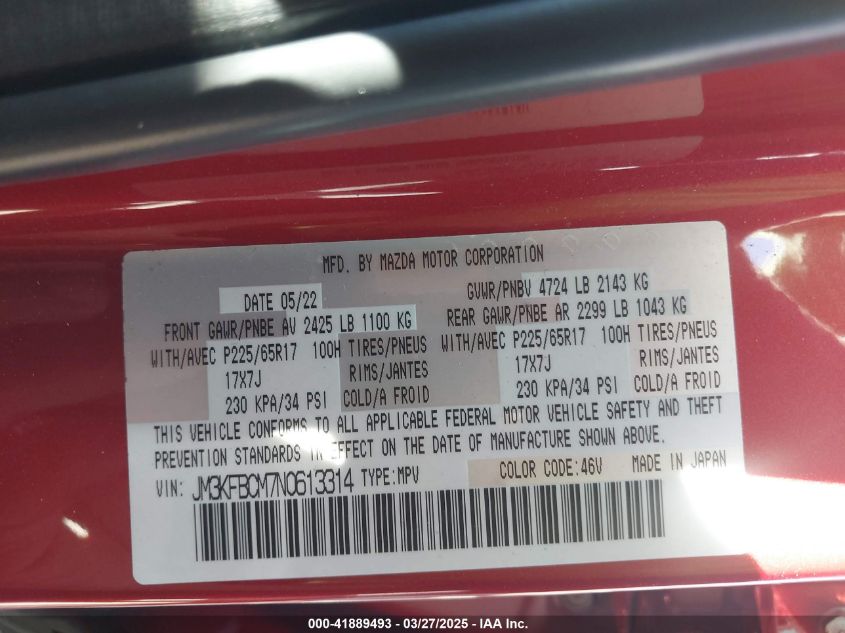 MFD. BY MAZDA MOTOR CORPORATION
DATE 05/22 GVWR/PNBV 4724 LB 2143 KG
FRONT GAWR/PNBE AV 2425 LB 1100 KG REAR GAWR/PNBE AR 2299 LB 1043 KG
WITH/AVEC P225/65R17 100H TIRES/PNEUS WITH/AVEC P225/65R17 100H TIRES/PNEUS
17X7J RIMS/JANTES 17X7J RIMS/JANTES
230 KPA/34 PSI COLD/A FROID 230 KPA/34 PSI COLD/A FROID
THIS VEHICLE CONFORMS TO ALL APPLICABLE FEDERAL MOTOR VEHICLE SAFETY AND THEFT
PREVENTION STANDARDS IN EFFECT ON THE DATE OF MANUFACTURE SHOWN ABOVE.
VIN: JM3KFBCM7N0613314 TYPE:MPV COLOR CODE:46V MADE IN JAPAN
000-41889493 - 03/27/2025 - IAA Inc.